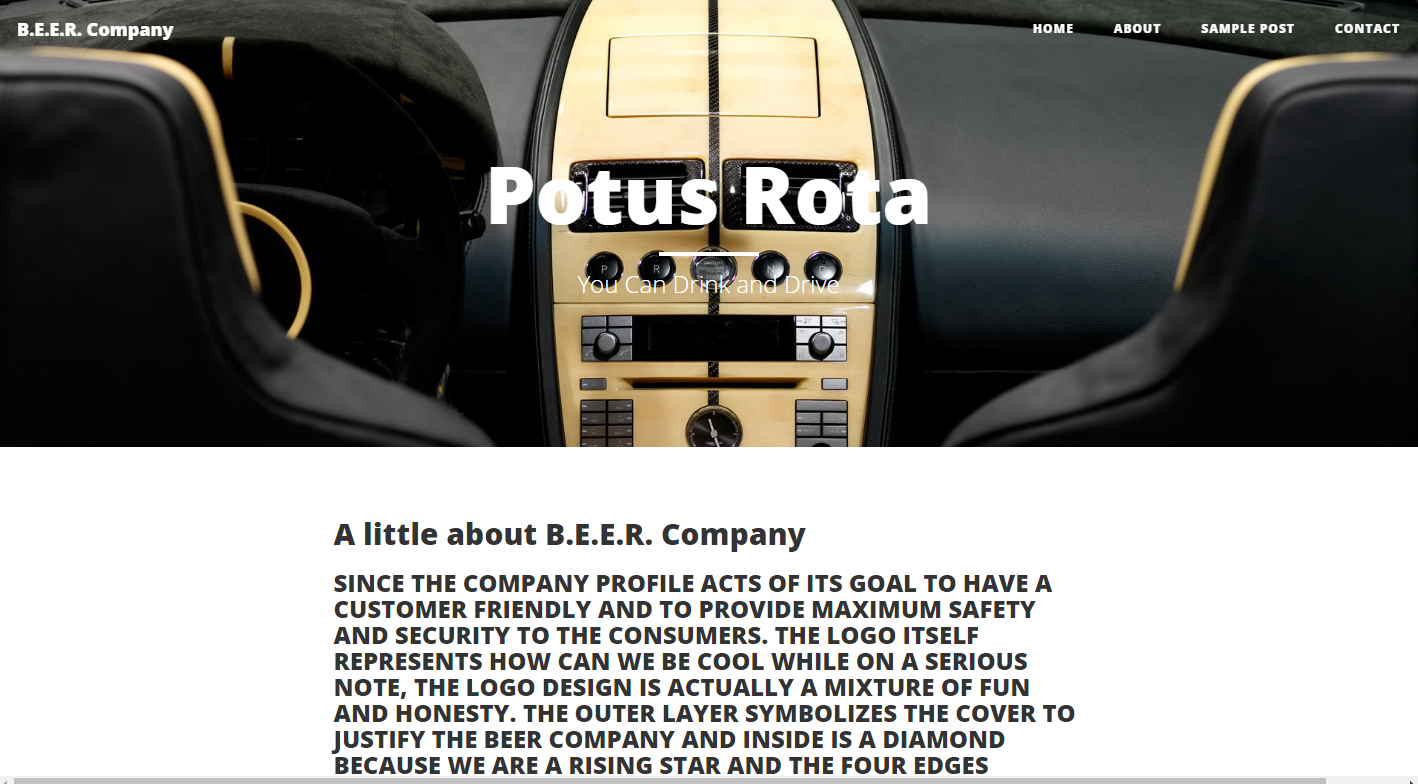 B.E.E.R. Company
HOME ABOUT SAMPLE POST CONTACT
Potus Rota
P R
You Can Drink and Drive
A little about B.E.E.R. Company
SINCE THE COMPANY PROFILE ACTS OF ITS GOAL TO HAVE A
CUSTOMER FRIENDLY AND TO PROVIDE MAXIMUM SAFETY
AND SECURITY TO THE CONSUMERS. THE LOGO ITSELF
REPRESENTS HOW CAN WE BE COOL WHILE ON A SERIOUS
NOTE, THE LOGO DESIGN IS ACTUALLY A MIXTURE OF FUN
AND HONESTY. THE OUTER LAYER SYMBOLIZES THE COVER TO
JUSTIFY THE BEER COMPANY AND INSIDE IS A DIAMOND
BECAUSE WE ARE A RISING STAR AND THE FOUR EDGES